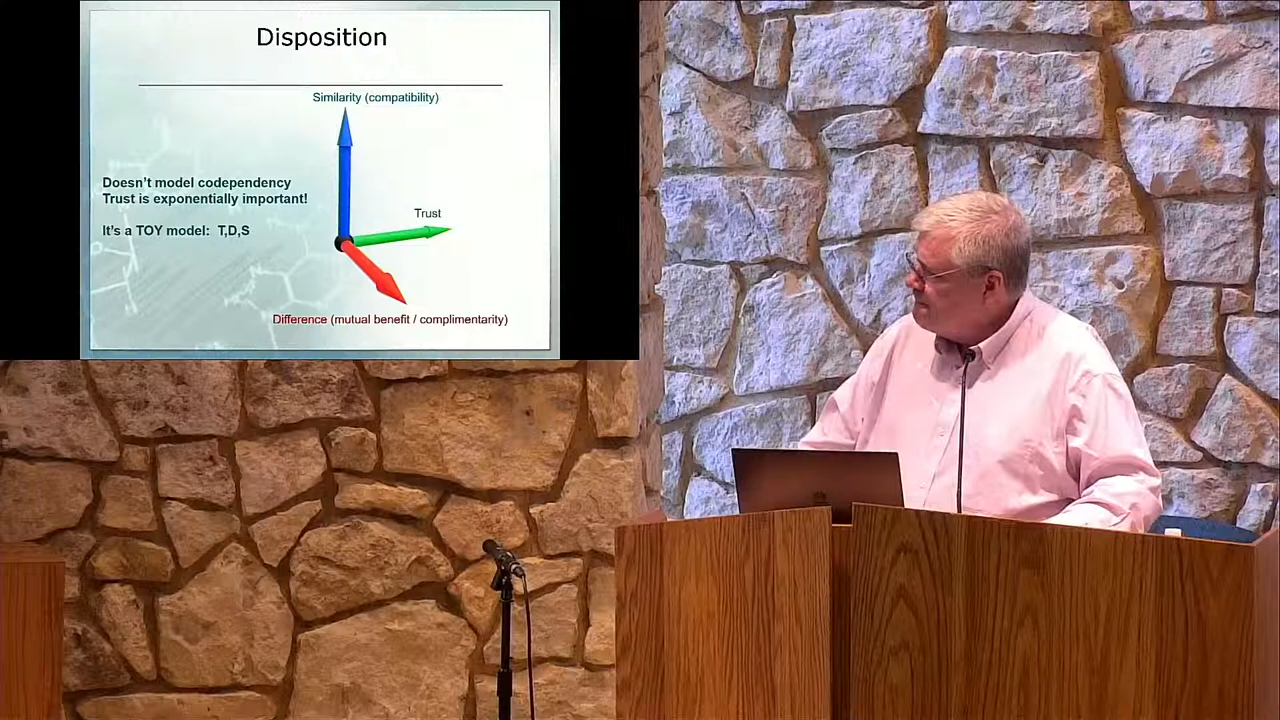 Disposition
Similarity (compatibility)
Doesn't model codependency
Trust is exponentially important!
Trust
It's a TOY model: T,D,S
Difference (mutual benefit / complimentarity)